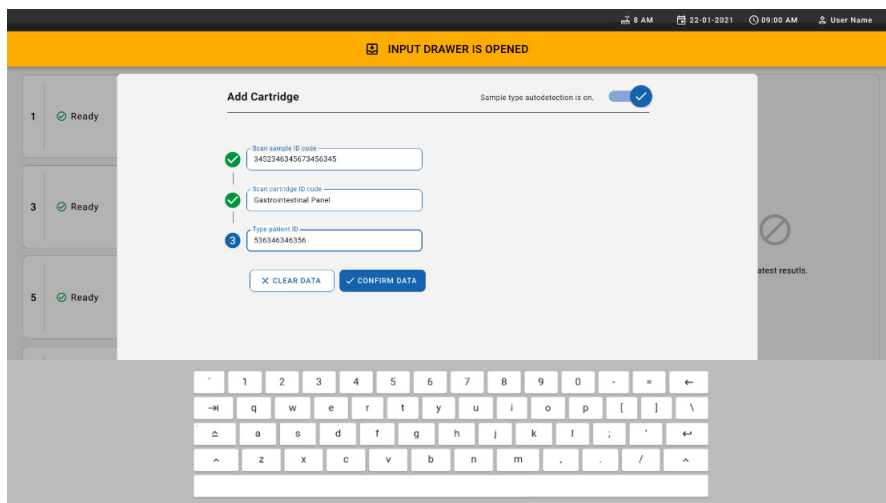 8 AM 22-01-2021 09:00 AM User Name
INPUT DRAWER IS OPENED
Add Cartridge Sample type autodetection is on.
1 Ready
Scan sample ID code
3452346345673456345
Scan cartridge ID code
3 Ready Gastrointestinal Panel
Type patient ID
3 536346346356
atest resutls.
CLEAR DATA CONFIRM DATA
5 Ready
` 1 2 3 4 5 6 7 8 9 0 - =
q w e r t y u i o p [ ] \
a s d f g h j k l ; '
z x c v b n m , . /